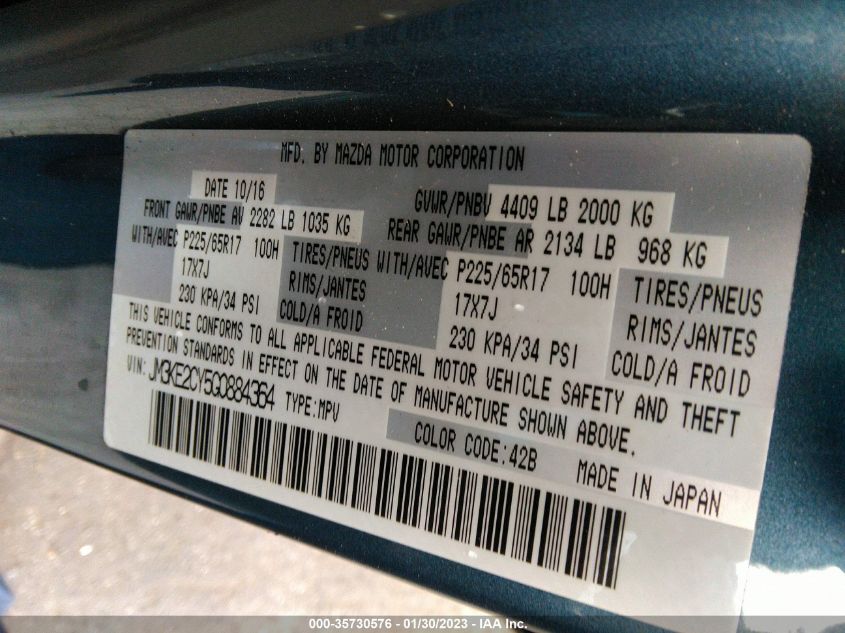 MFD. BY MAZDA MOTOR CORPORATION
DATE 10/16 GVWR/PNBV 4409 LB 2000 KG
FRONT GAWR/PNBE AV 2282 LB 1035 KG REAR GAWR/PNBE AR 2134 LB 968 KG
WITH/AVEC P225/65R17 100H TIRES/PNEUS WITH/AVEC P225/65R17 100H TIRES/PNEUS
17X7J RIMS/JANTES 17X7J RIMS/JANTES
230 KPA/34 PSI COLD/A FROID 230 KPA/34 PSI COLD/A FROID
THIS VEHICLE CONFORMS TO ALL APPLICABLE FEDERAL MOTOR VEHICLE SAFETY AND THEFT
PREVENTION STANDARDS IN EFFECT ON THE DATE OF MANUFACTURE SHOWN ABOVE.
VIN: JM3KE2CY5G0884364 TYPE:MPV
COLOR CODE:42B MADE IN JAPAN
000-35730576 - 01/30/2023 - IAA Inc.